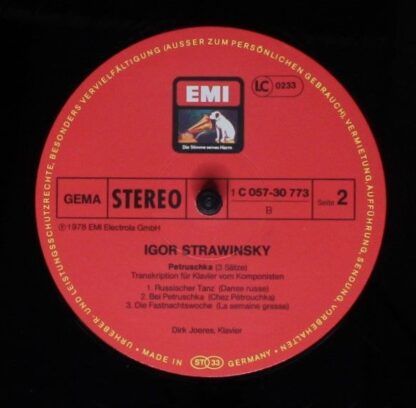 URHEBER- UND LEISTUNGSSCHUTZRECHTE, BESONDERS VERVIELFÄLTIGUNG (AUSSER ZUM PERSÖNLICHEN GEBRAUCH), VERMIETUNG, AUFFÜHRUNG, SENDUNG, VORBEHALTEN
EMI
LC 0233
Die Stimme seines Herrn
GEMA STEREO 1 C 057-30 773 Seite 2
B
Ⓟ 1978 EMI Electrola GmbH
IGOR STRAWINSKY
Petruschka (3 Sätze)
Transkription für Klavier vom Komponisten
1. Russischer Tanz (Danse russe)
2. Bei Petruschka (Chez Pétrouchka)
3. Die Fastnachtswoche (La semaine grasse)
Dirk Joeres, Klavier
• MADE IN ST 33 GERMANY •